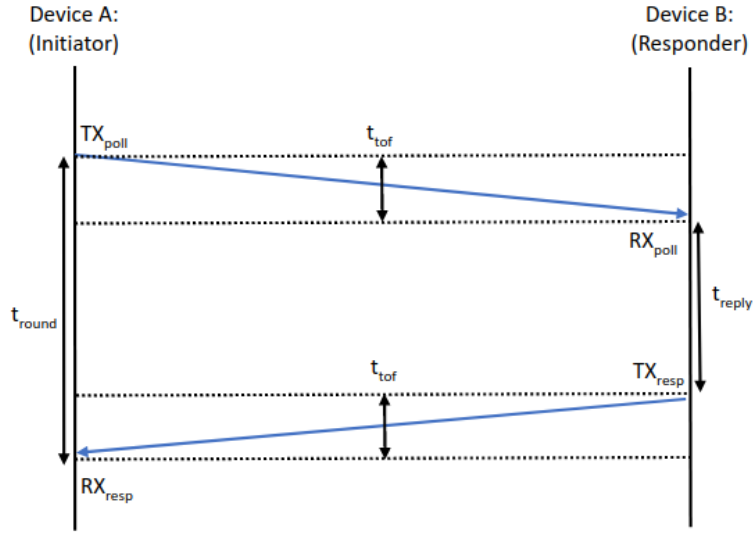 Device A:
(Initiator)
Device B:
(Responder)
TXpoll
ttof
RXpoll
tround
treply
ttof
TXresp
RXresp